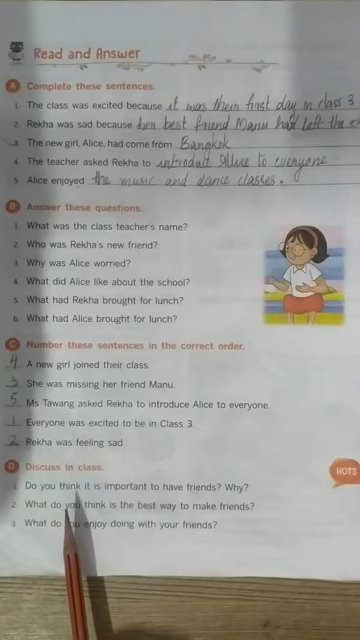 Read and Answer
A Complete these sentences.
1. The class was excited because it was their first day in class 3
2. Rekha was sad because her best friend Manu had left the
3. The new girl, Alice, had come from Bangkok
4. The teacher asked Rekha to introduct Alice to everyone
5. Alice enjoyed the music and dance classes.
B Answer these questions.
1. What was the class teacher's name?
2. Who was Rekha's new friend?
3. Why was Alice worried?
4. What did Alice like about the school?
5. What had Rekha brought for lunch?
6. What had Alice brought for lunch?
C Number these sentences in the correct order.
4 A new girl joined their class.
3 She was missing her friend Manu.
5 Ms Tawang asked Rekha to introduce Alice to everyone.
1 Everyone was excited to be in Class 3.
2 Rekha was feeling sad.
D Discuss in class.
HOTS
1. Do you think it is important to have friends? Why?
2. What do you think is the best way to make friends?
3. What do you enjoy doing with your friends?